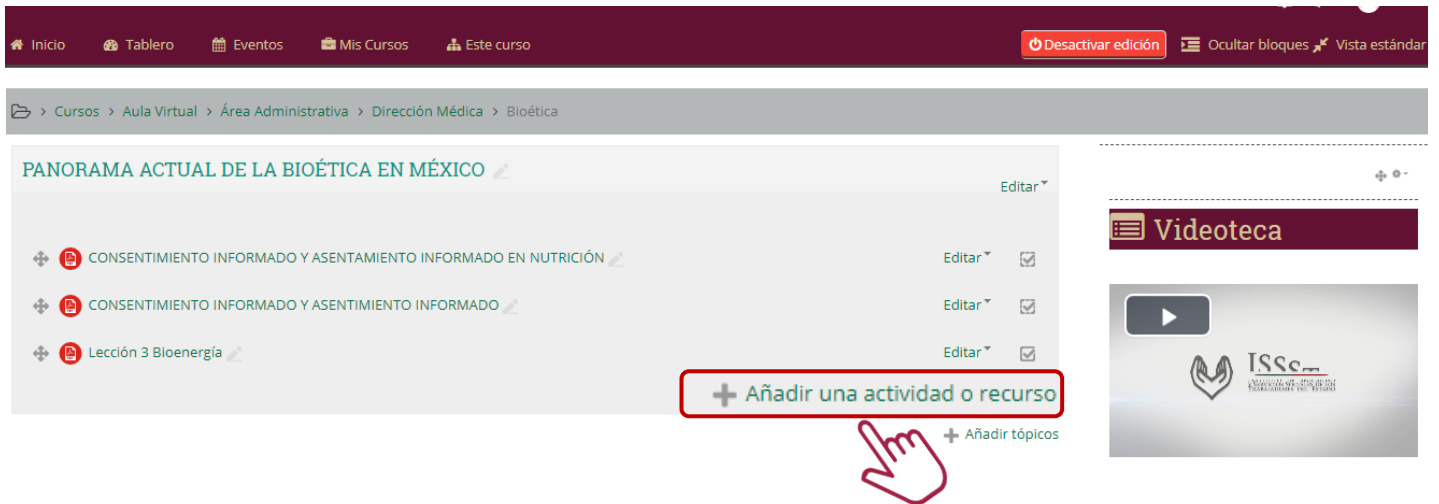 Inicio Tablero Eventos Mis Cursos Este curso Desactivar edición Ocultar bloques Vista estándar
> Cursos > Aula Virtual > Área Administrativa > Dirección Médica > Bioética
PANORAMA ACTUAL DE LA BIOÉTICA EN MÉXICO
Editar
Videoteca
CONSENTIMIENTO INFORMADO Y ASENTAMIENTO INFORMADO EN NUTRICIÓN Editar
CONSENTIMIENTO INFORMADO Y ASENTIMIENTO INFORMADO Editar
Lección 3 Bioenergía Editar
Añadir una actividad o recurso
Añadir tópicos